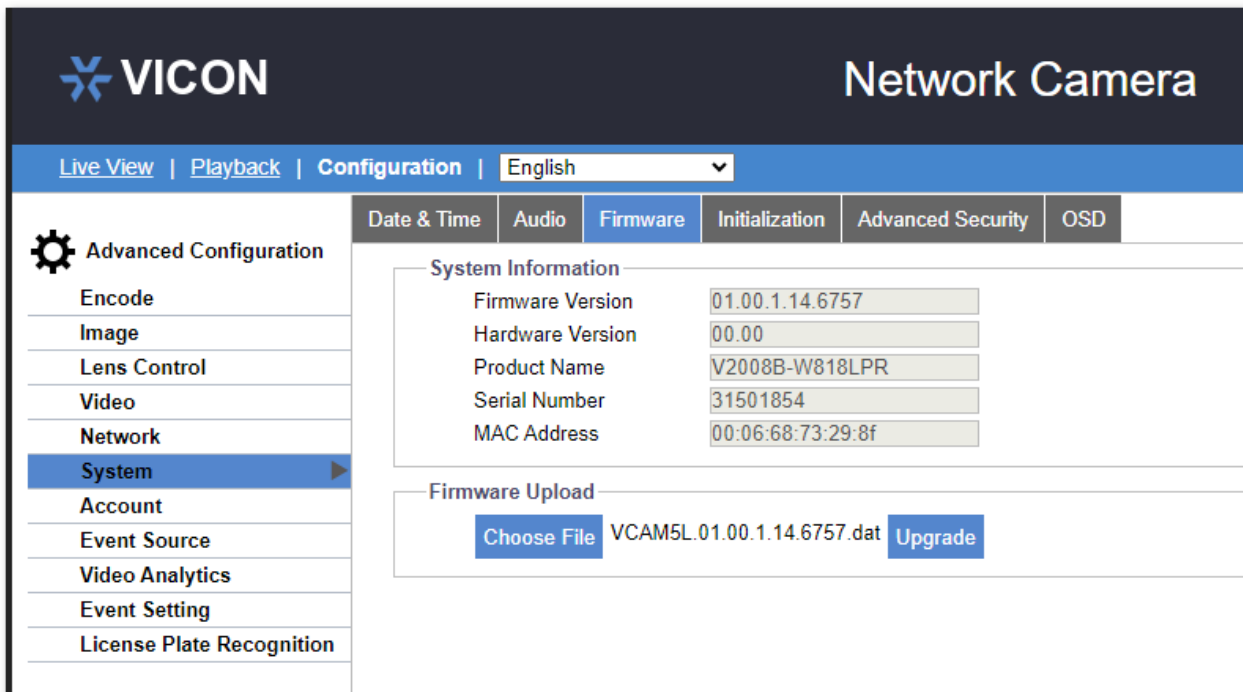 VICON
Network Camera
Live View | Playback | Configuration | English
Date & Time Audio Firmware Initialization Advanced Security OSD
Advanced Configuration
Encode
Image
Lens Control
Video
Network
System
Account
Event Source
Video Analytics
Event Setting
License Plate Recognition
System Information
Firmware Version 01.00.1.14.6757
Hardware Version 00.00
Product Name V2008B-W818LPR
Serial Number 31501854
MAC Address 00:06:68:73:29:8f
Firmware Upload
Choose File VCAM5L.01.00.1.14.6757.dat Upgrade